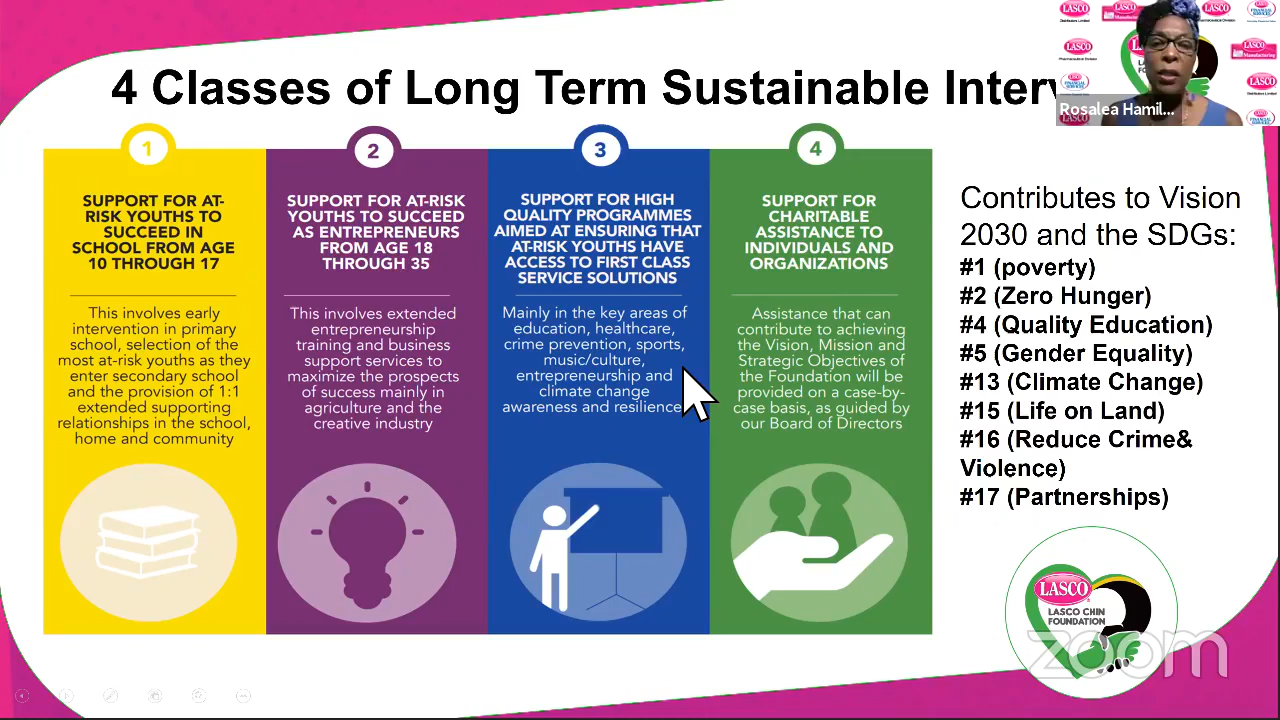 4 Classes of Long Term Sustainable Interv
Rosalea Hamil...
1
SUPPORT FOR AT-
RISK YOUTHS TO
SUCCEED IN
SCHOOL FROM AGE
10 THROUGH 17
This involves early
intervention in primary
school, selection of the
most at-risk youths as they
enter secondary school
and the provision of 1:1
extended supporting
relationships in the school,
home and community
2
SUPPORT FOR AT-RISK
YOUTHS TO SUCCEED
AS ENTREPRENEURS
FROM AGE 18
THROUGH 35
This involves extended
entrepreneurship
training and business
support services to
maximize the prospects
of success mainly in
agriculture and the
creative industry
3
SUPPORT FOR HIGH
QUALITY PROGRAMMES
AIMED AT ENSURING THAT
AT-RISK YOUTHS HAVE
ACCESS TO FIRST CLASS
SERVICE SOLUTIONS
Mainly in the key areas of
education, healthcare,
crime prevention, sports,
music/culture,
entrepreneurship and
climate change
awareness and resilience
4
SUPPORT FOR
CHARITABLE
ASSISTANCE TO
INDIVIDUALS AND
ORGANIZATIONS
Assistance that can
contribute to achieving
the Vision, Mission and
Strategic Objectives of
the Foundation will be
provided on a case-by-
case basis, as guided by
our Board of Directors
Contributes to Vision
2030 and the SDGs:
#1 (poverty)
#2 (Zero Hunger)
#4 (Quality Education)
#5 (Gender Equality)
#13 (Climate Change)
#15 (Life on Land)
#16 (Reduce Crime&
Violence)
#17 (Partnerships)
LASCO
LASCO CHIN
FOUNDATION
zoom